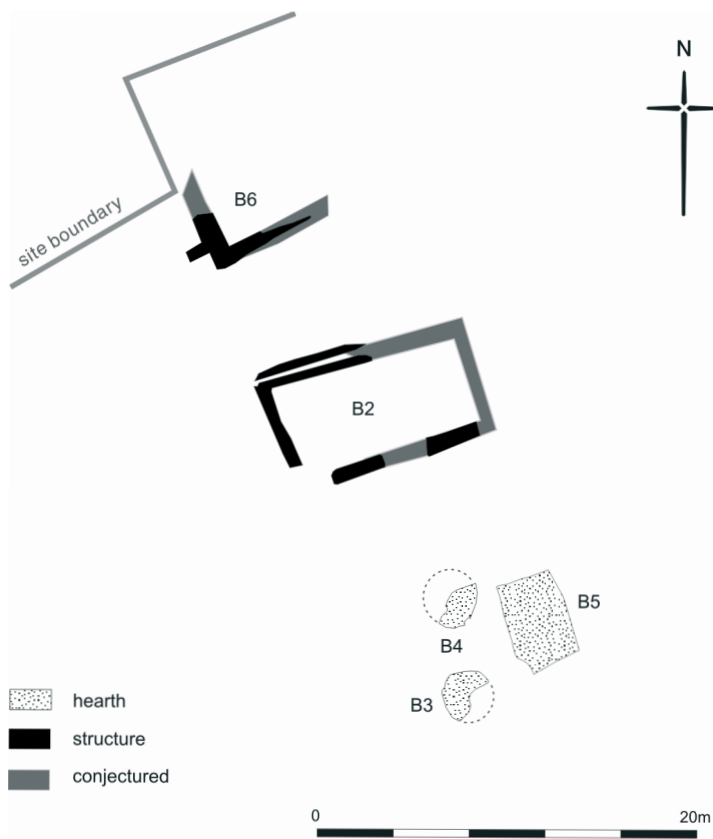 N
B6
site boundary
B2
B5
B4
B3
hearth
structure
conjectured
0 20m